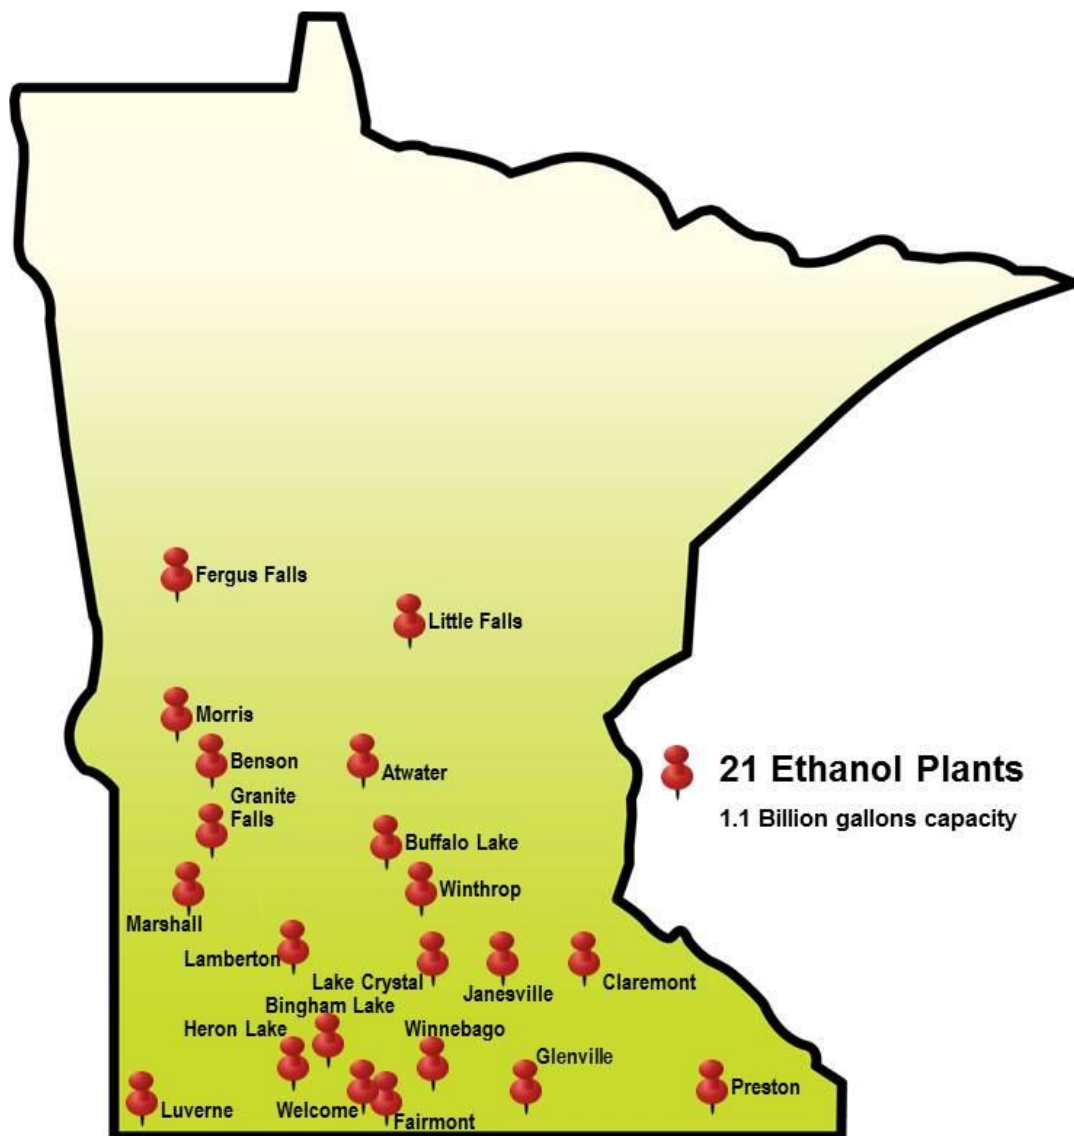 Fergus Falls
Little Falls
Morris
Benson
Atwater
21 Ethanol Plants
1.1 Billion gallons capacity
Granite
Falls
Buffalo Lake
Winthrop
Marshall
Lamberton
Lake Crystal
Janesville
Claremont
Bingham Lake
Heron Lake
Winnebago
Glenville
Preston
Luverne
Welcome
Fairmont